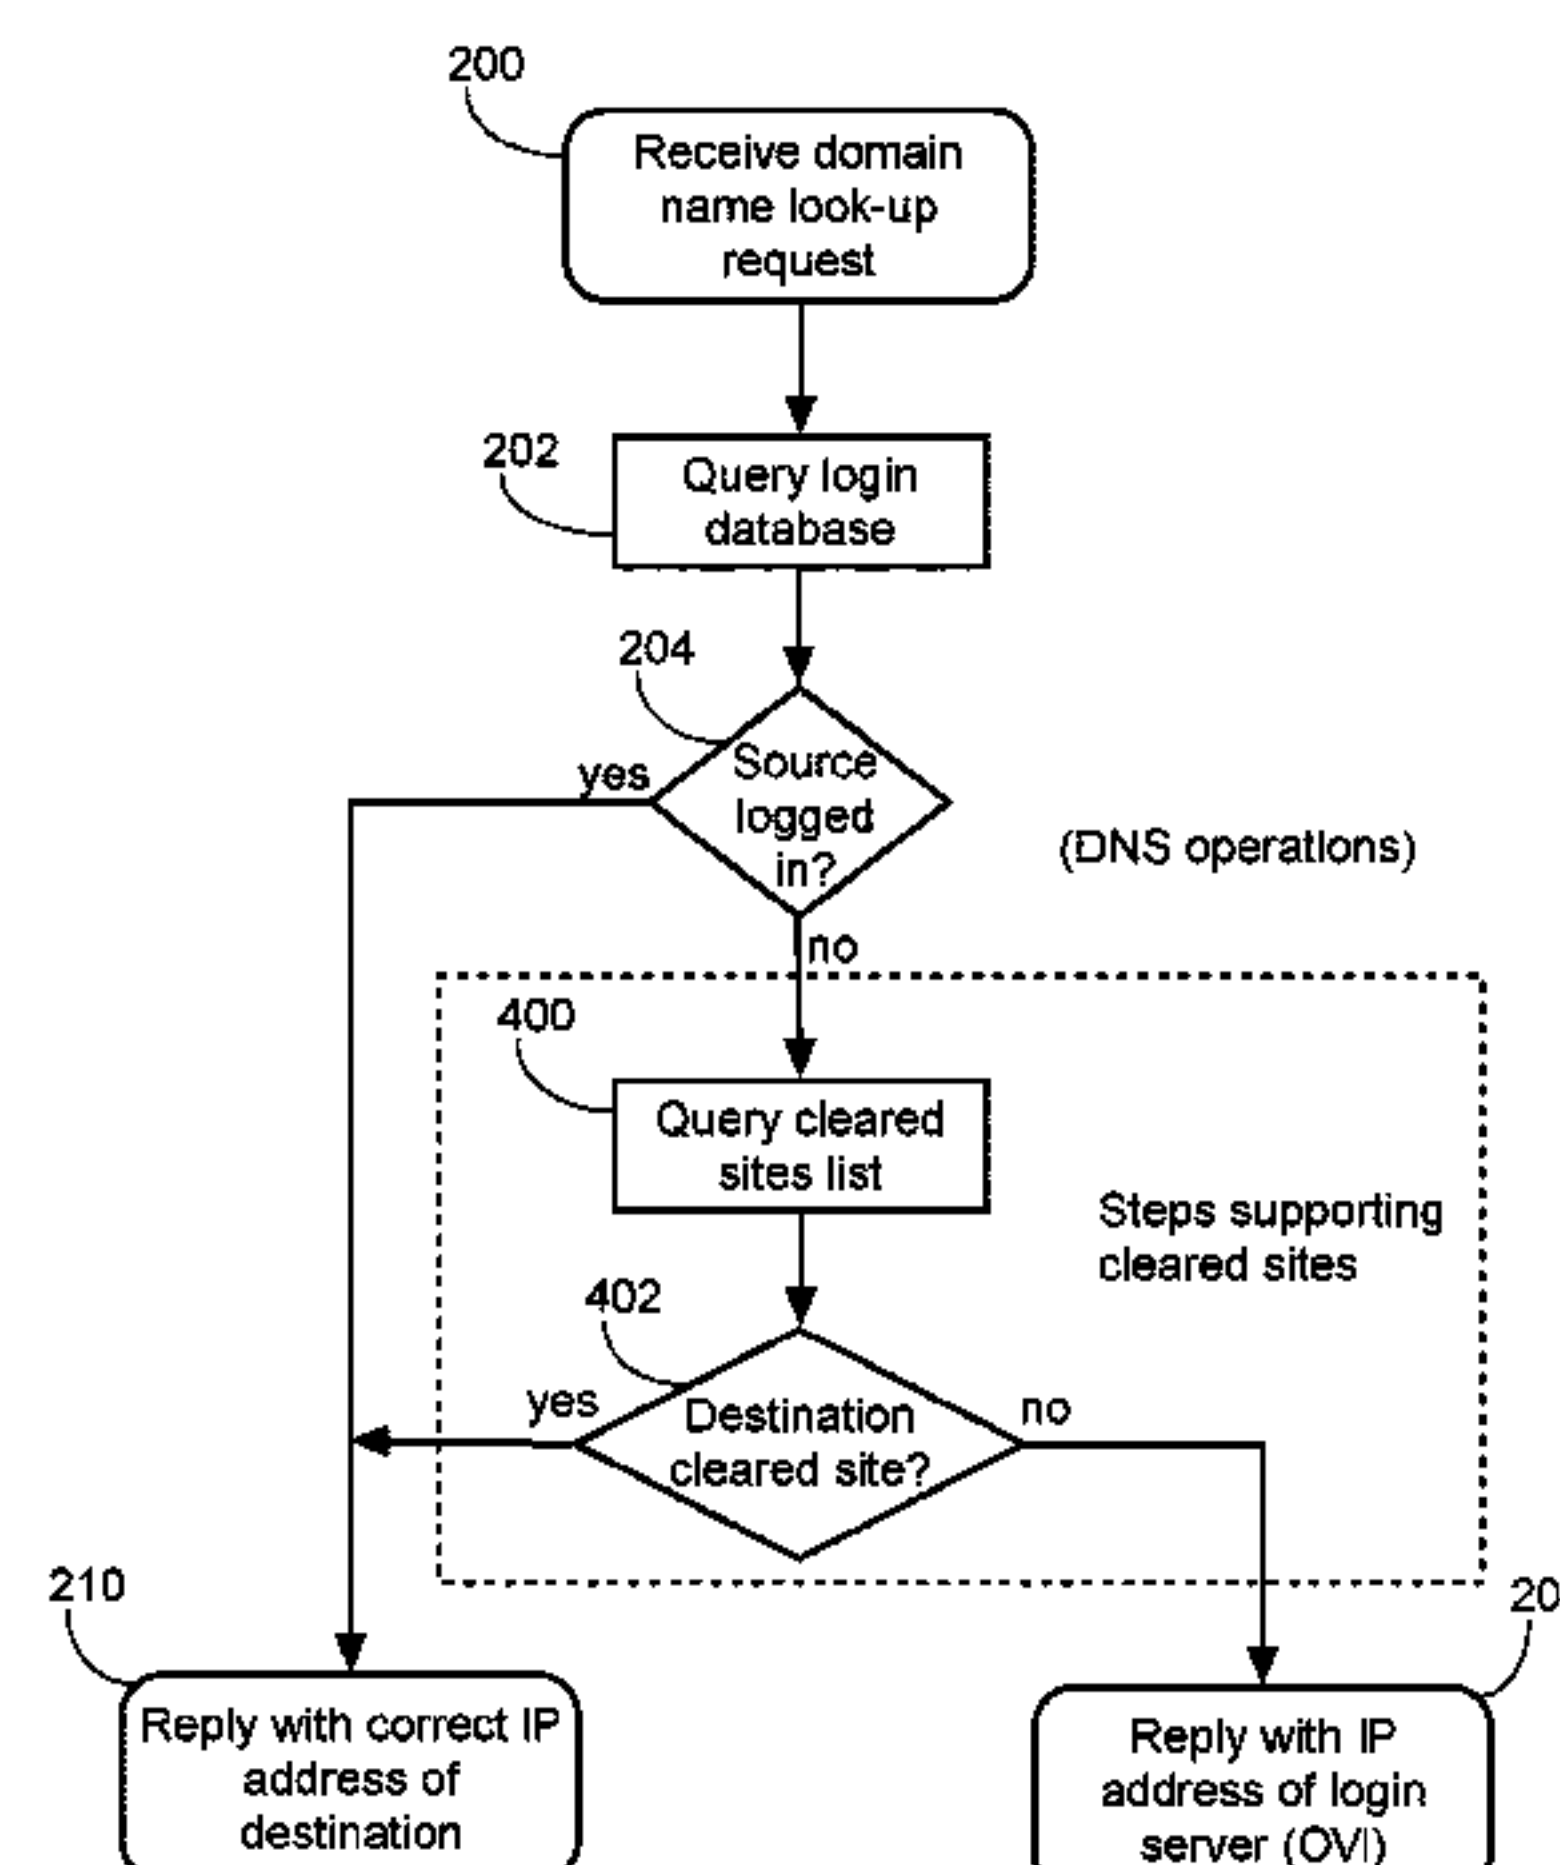 200
Receive domain
name look-up
request
202
Query login
database
204
Source
logged
in?
yes
(DNS operations)
no
400
Query cleared
sites list
Steps supporting
cleared sites
402
yes
Destination
cleared site?
no
210
20
Reply with correct IP
address of
destination
Reply with IP
address of login
server (OVI)